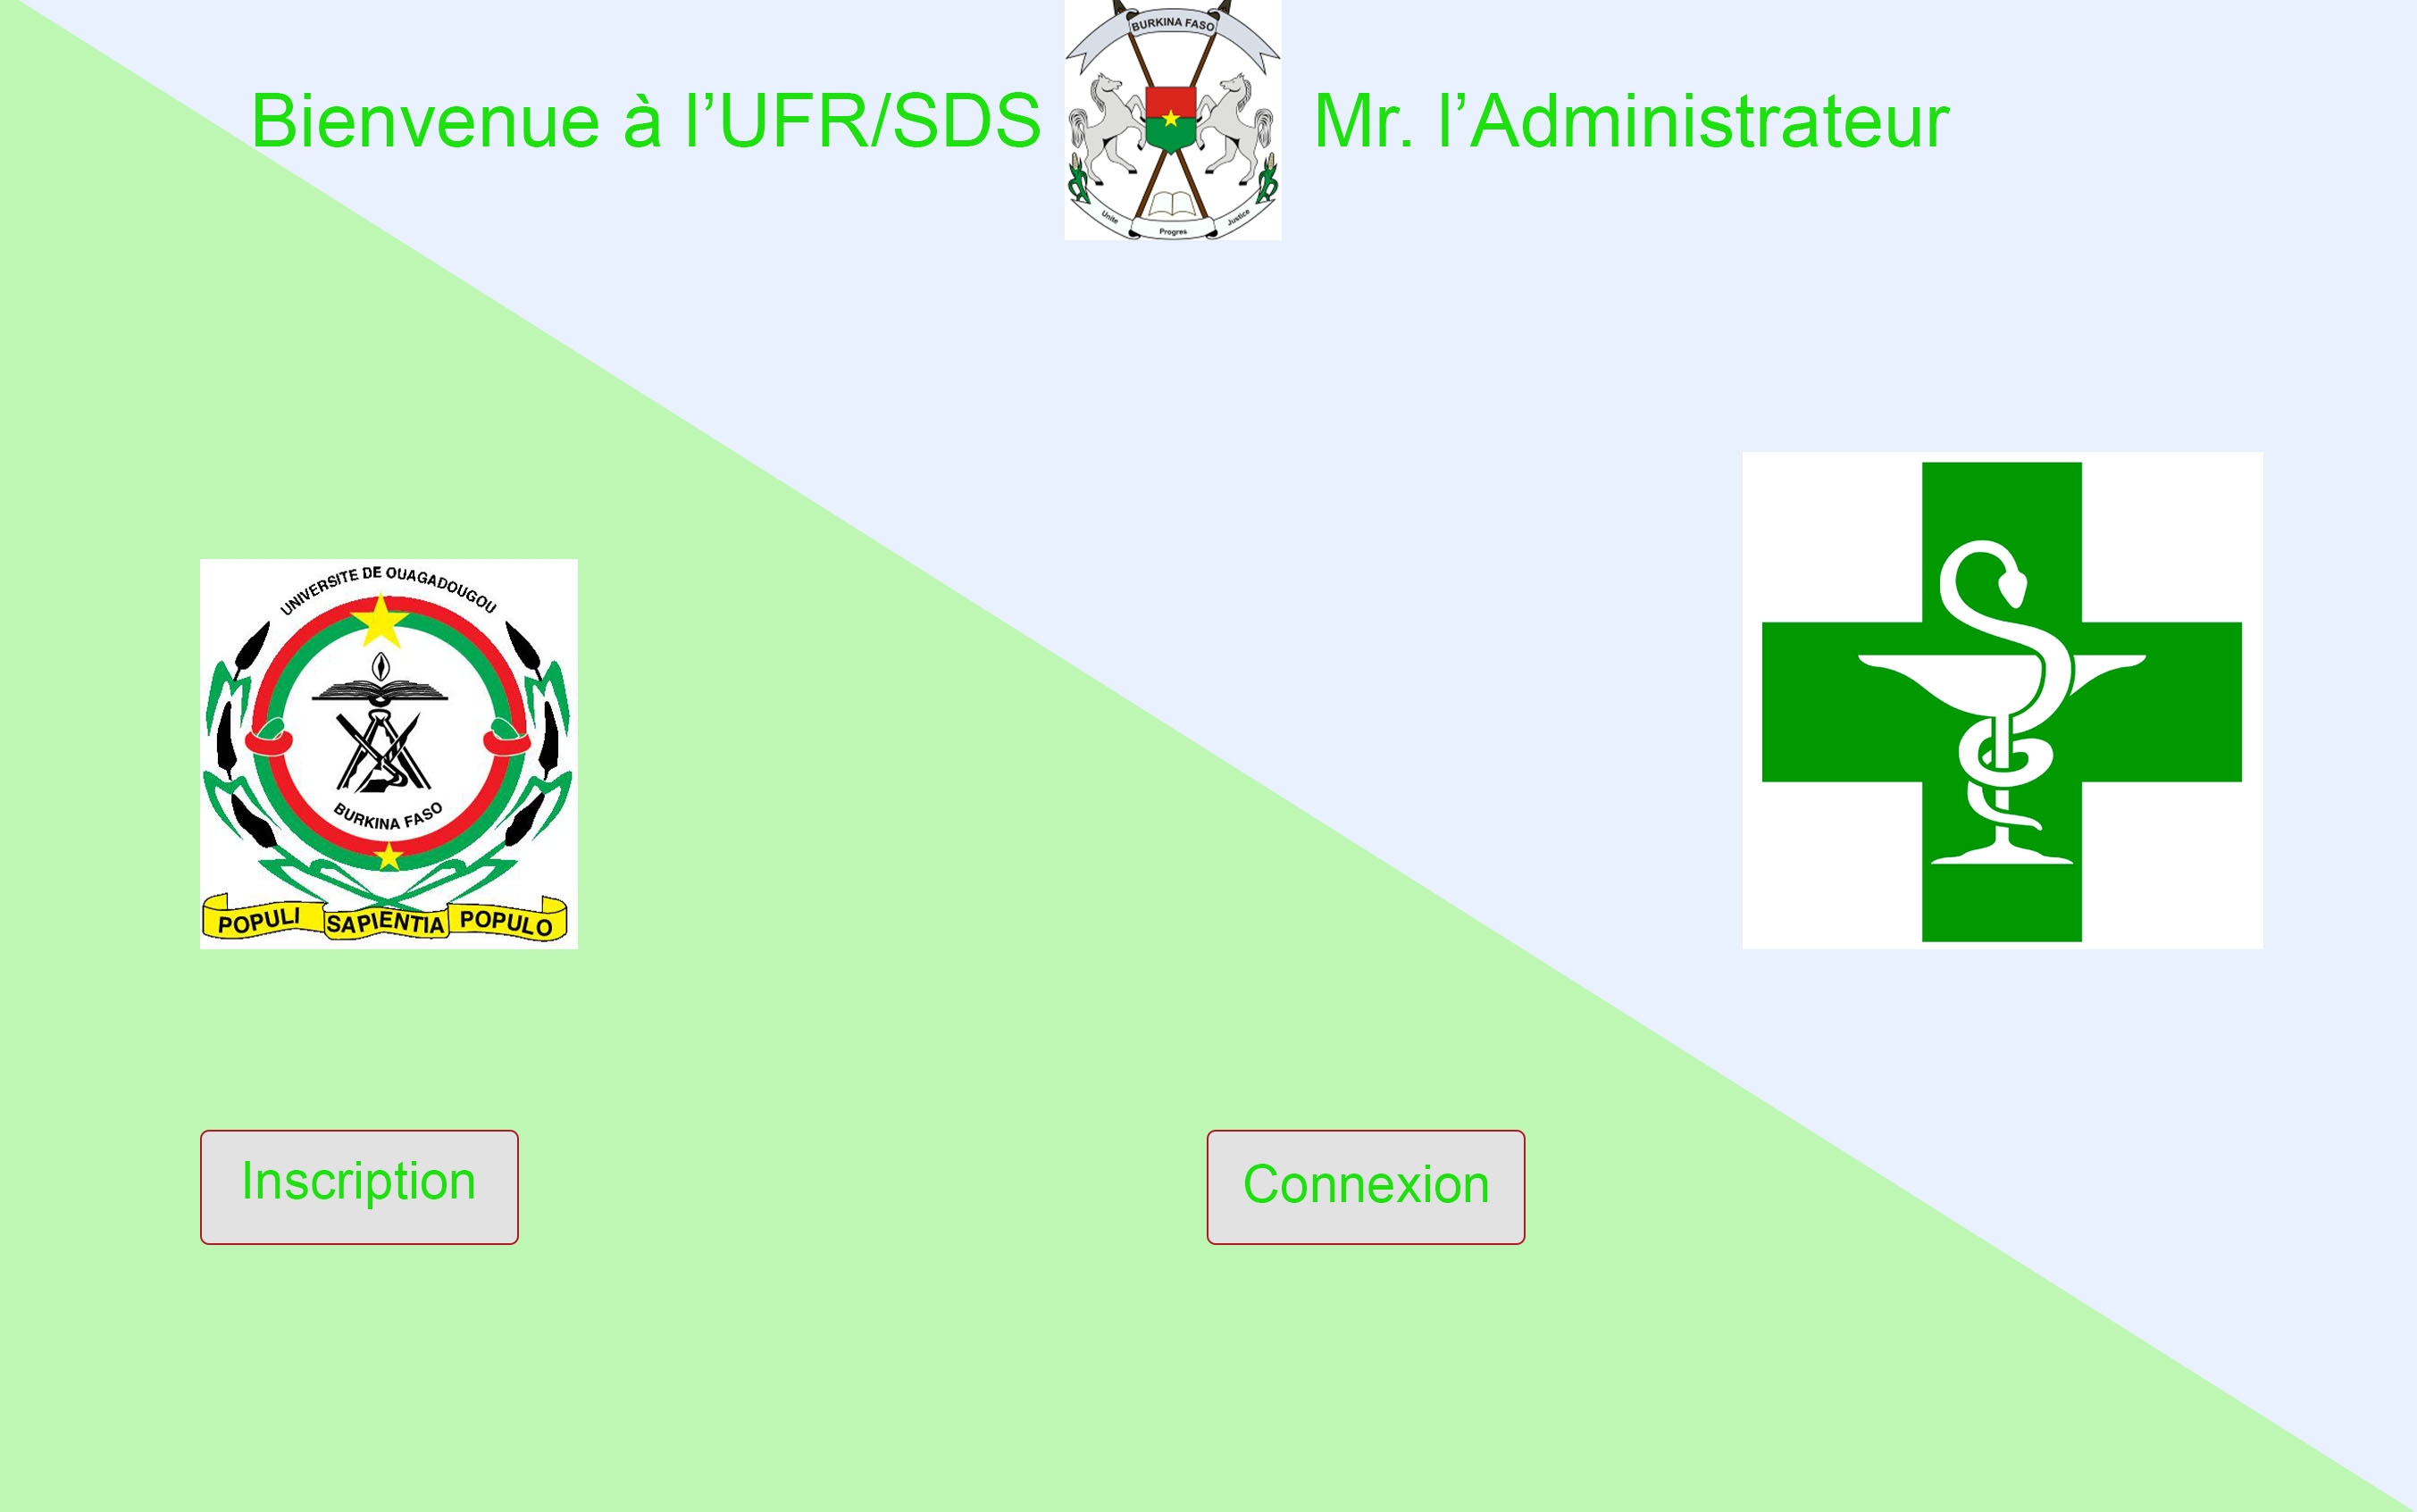 BURKINA FASO
Bienvenue à l’UFR/SDS
Mr. l’Administrateur
Unite
Progres
Justice
UNIVERSITE DE OUAGADOUGOU
BURKINA FASO
POPULI SAPIENTIA POPULO
Inscription
Connexion